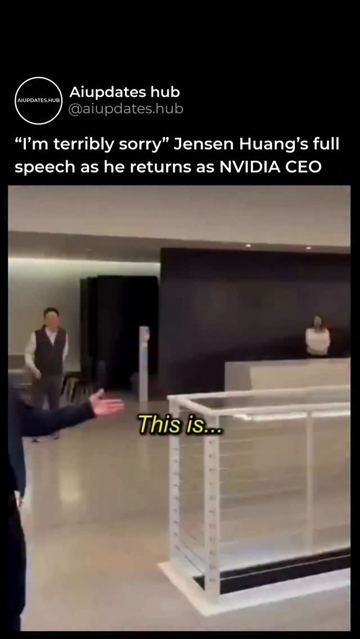 AIUPDATES.HUB
Aiupdates hub
@aiupdates.hub
“I’m terribly sorry” Jensen Huang’s full
speech as he returns as NVIDIA CEO
This is...